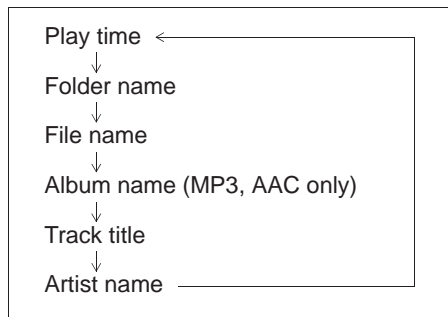 Play time
Folder name
File name
Album name (MP3, AAC only)
Track title
Artist name